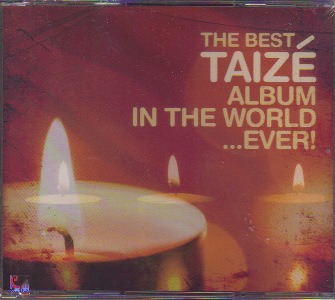 THE BEST
TAIZÉ
ALBUM
IN THE WORLD
...EVER!